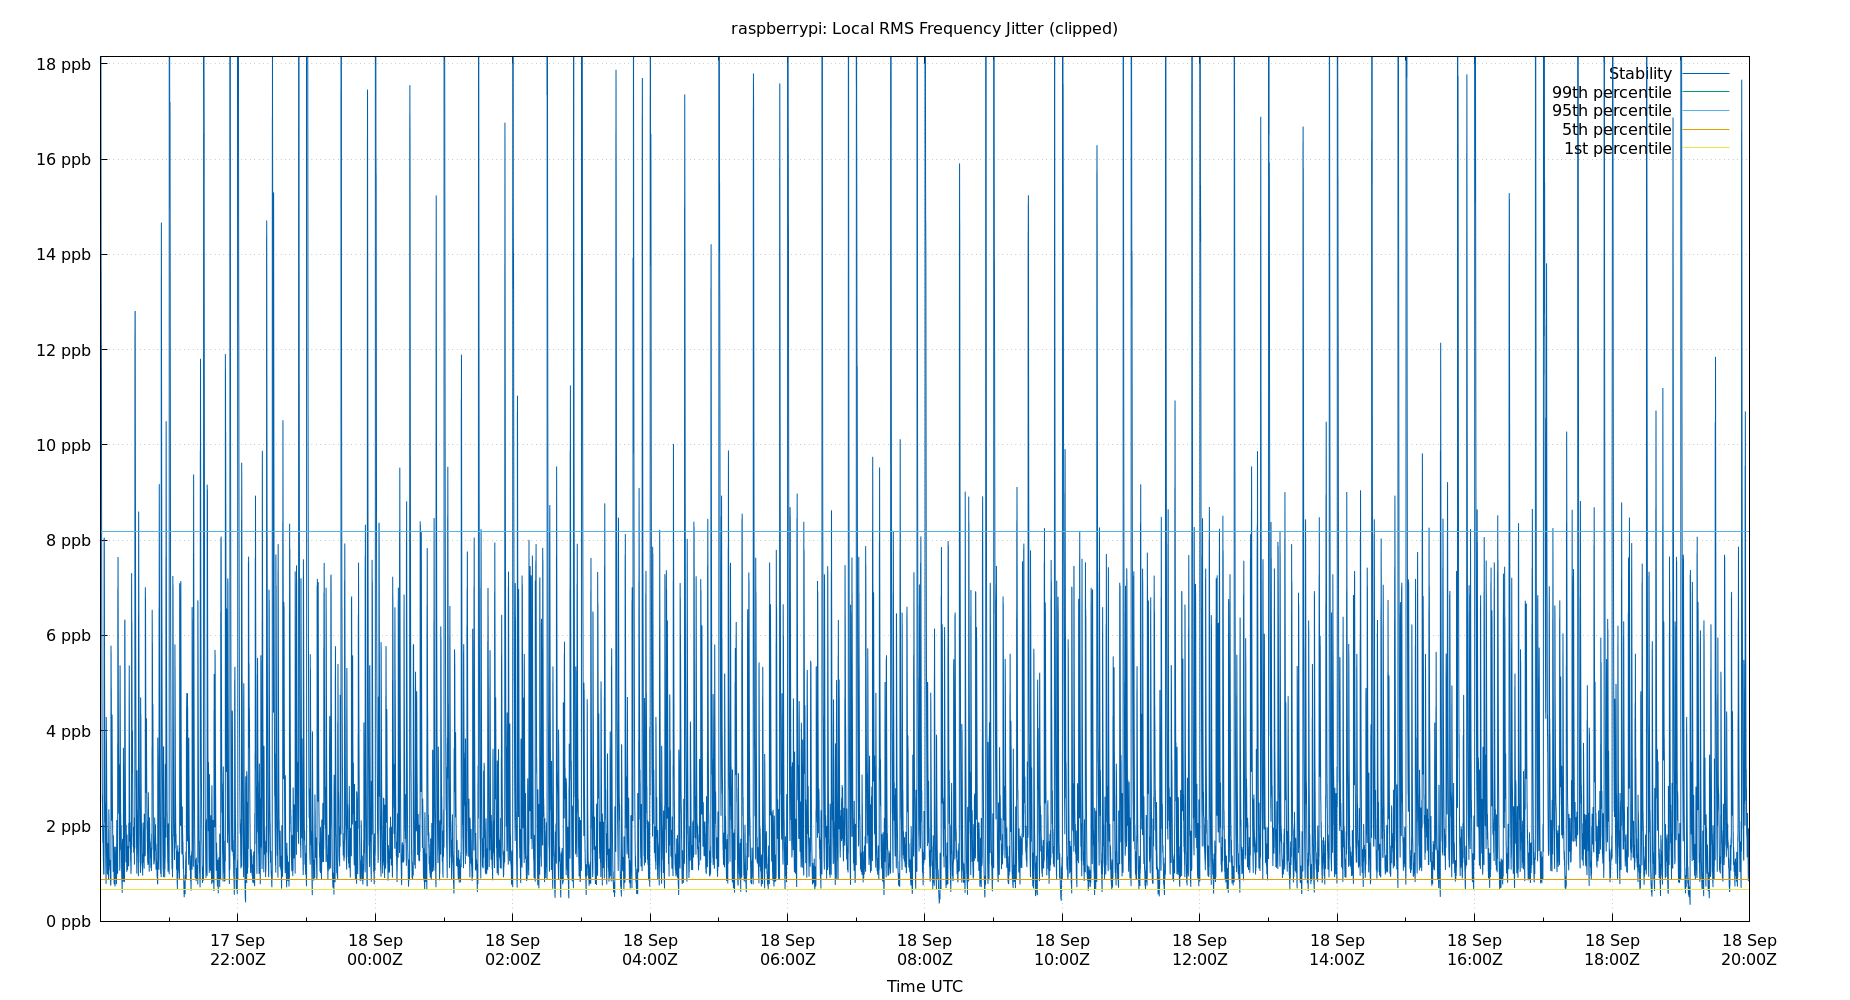 raspberrypi: Local RMS Frequency Jitter (clipped)
18 ppb
16 ppb
14 ppb
12 ppb
10 ppb
8 ppb
6 ppb
4 ppb
2 ppb
0 ppb
Stability
99th percentile
95th percentile
5th percentile
1st percentile
17 Sep
22:00Z
18 Sep
00:00Z
18 Sep
02:00Z
18 Sep
04:00Z
18 Sep
06:00Z
18 Sep
08:00Z
18 Sep
10:00Z
18 Sep
12:00Z
18 Sep
14:00Z
18 Sep
16:00Z
18 Sep
18:00Z
18 Sep
20:00Z
Time UTC